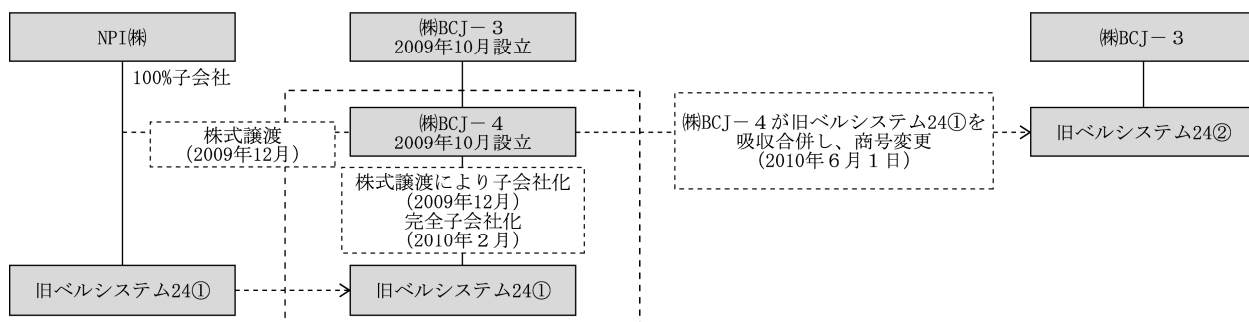 NPI㈱
100%子会社
株式譲渡
(2009年12月)
旧ベルシステム24①
㈱BCJ－３
2009年10月設立
㈱BCJ－４
2009年10月設立
株式譲渡により子会社化
(2009年12月)
完全子会社化
(2010年２月)
旧ベルシステム24①
㈱BCJ－４が旧ベルシステム24①を
吸収合併し、商号変更
(2010年６月１日)
㈱BCJ－３
旧ベルシステム24②